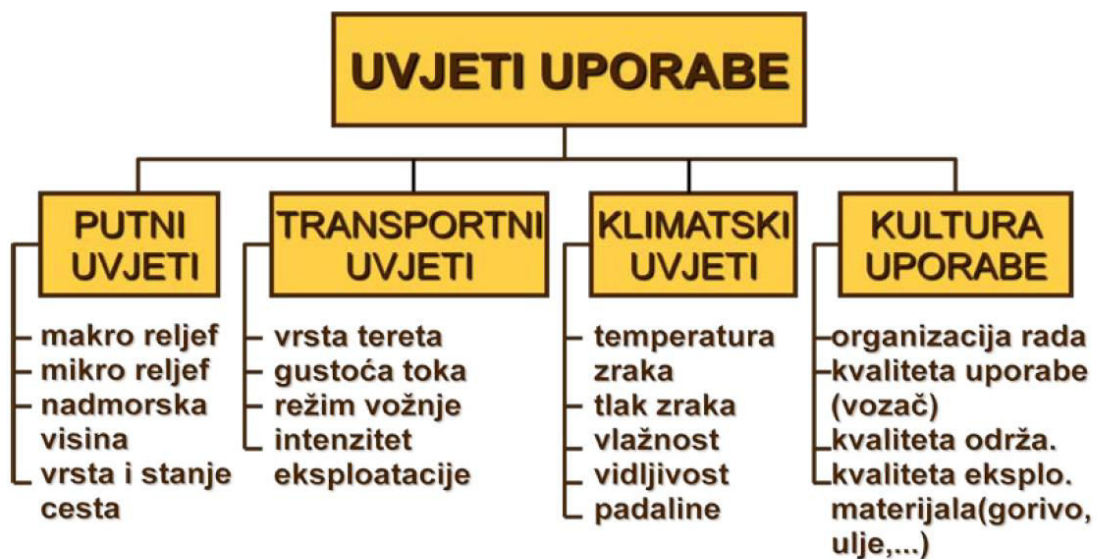 UVJETI UPORABE
PUTNI
UVJETI
makro reljef
mikro reljef
nadmorska
visina
vrsta i stanje
cesta
TRANSPORTNI
UVJETI
vrsta tereta
gustoća toka
režim vožnje
intenzitet
eksploatacije
KLIMATSKI
UVJETI
temperatura
zraka
tlak zraka
vlažnost
vidljivost
padaline
KULTURA
UPORABE
organizacija rada
kvaliteta uporabe
(vozač)
kvaliteta održa.
kvaliteta eksplo.
materijala(gorivo,
ulje,...)